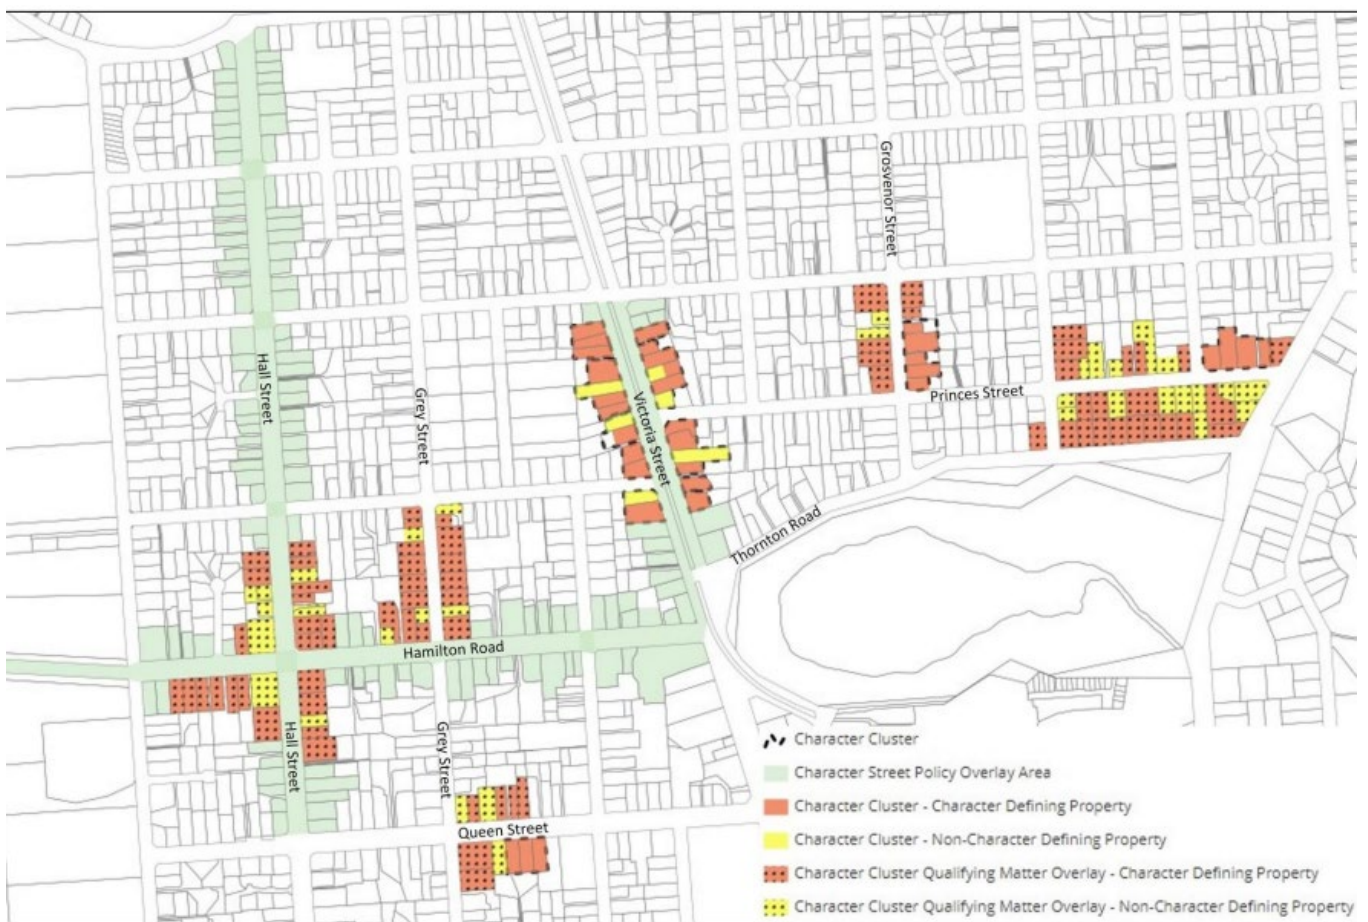 Grosvenor Street
Hall Street
Grey Street
Victoria Street
Princes Street
Thornton Road
Hamilton Road
Hall Street
Grey Street
Queen Street
Character Cluster
Character Street Policy Overlay Area
Character Cluster - Character Defining Property
Character Cluster - Non-Character Defining Property
Character Cluster Qualifying Matter Overlay - Character Defining Property
Character Cluster Qualifying Matter Overlay - Non-Character Defining Property